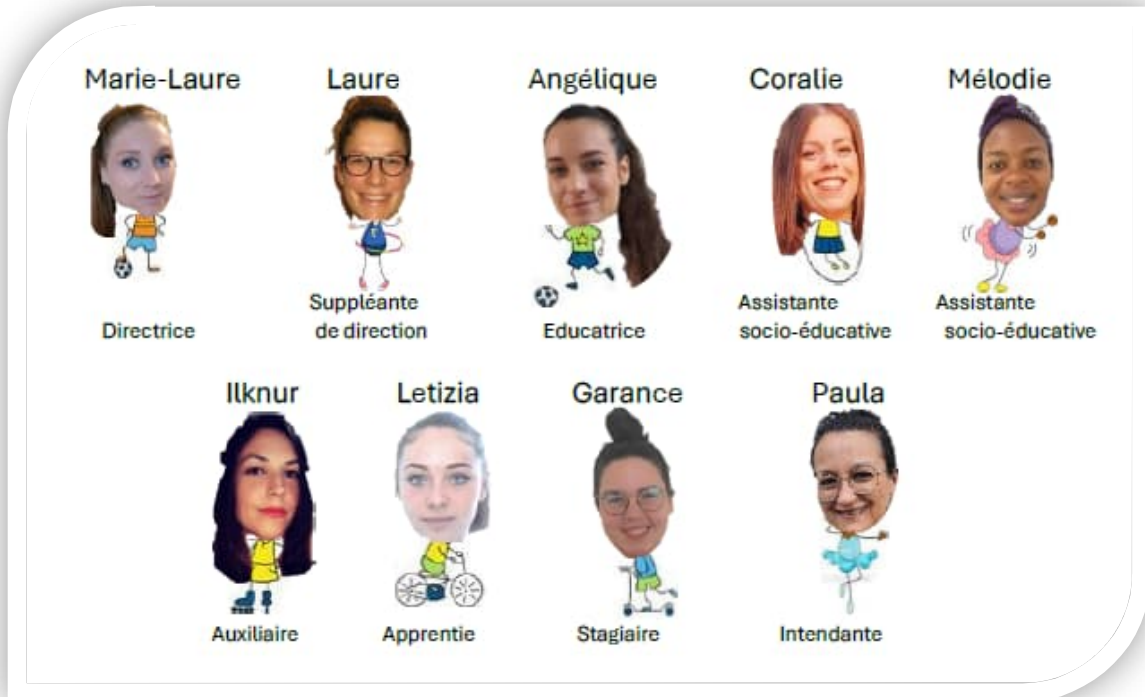 Marie-Laure
Laure
Angélique
Coralie
Mélodie
Directrice
Suppléante
de direction
Educatrice
Assistante
socio-éducative
Assistante
socio-éducative
Ilknur
Letizia
Garance
Paula
Auxiliaire
Apprentie
Stagiaire
Intendante